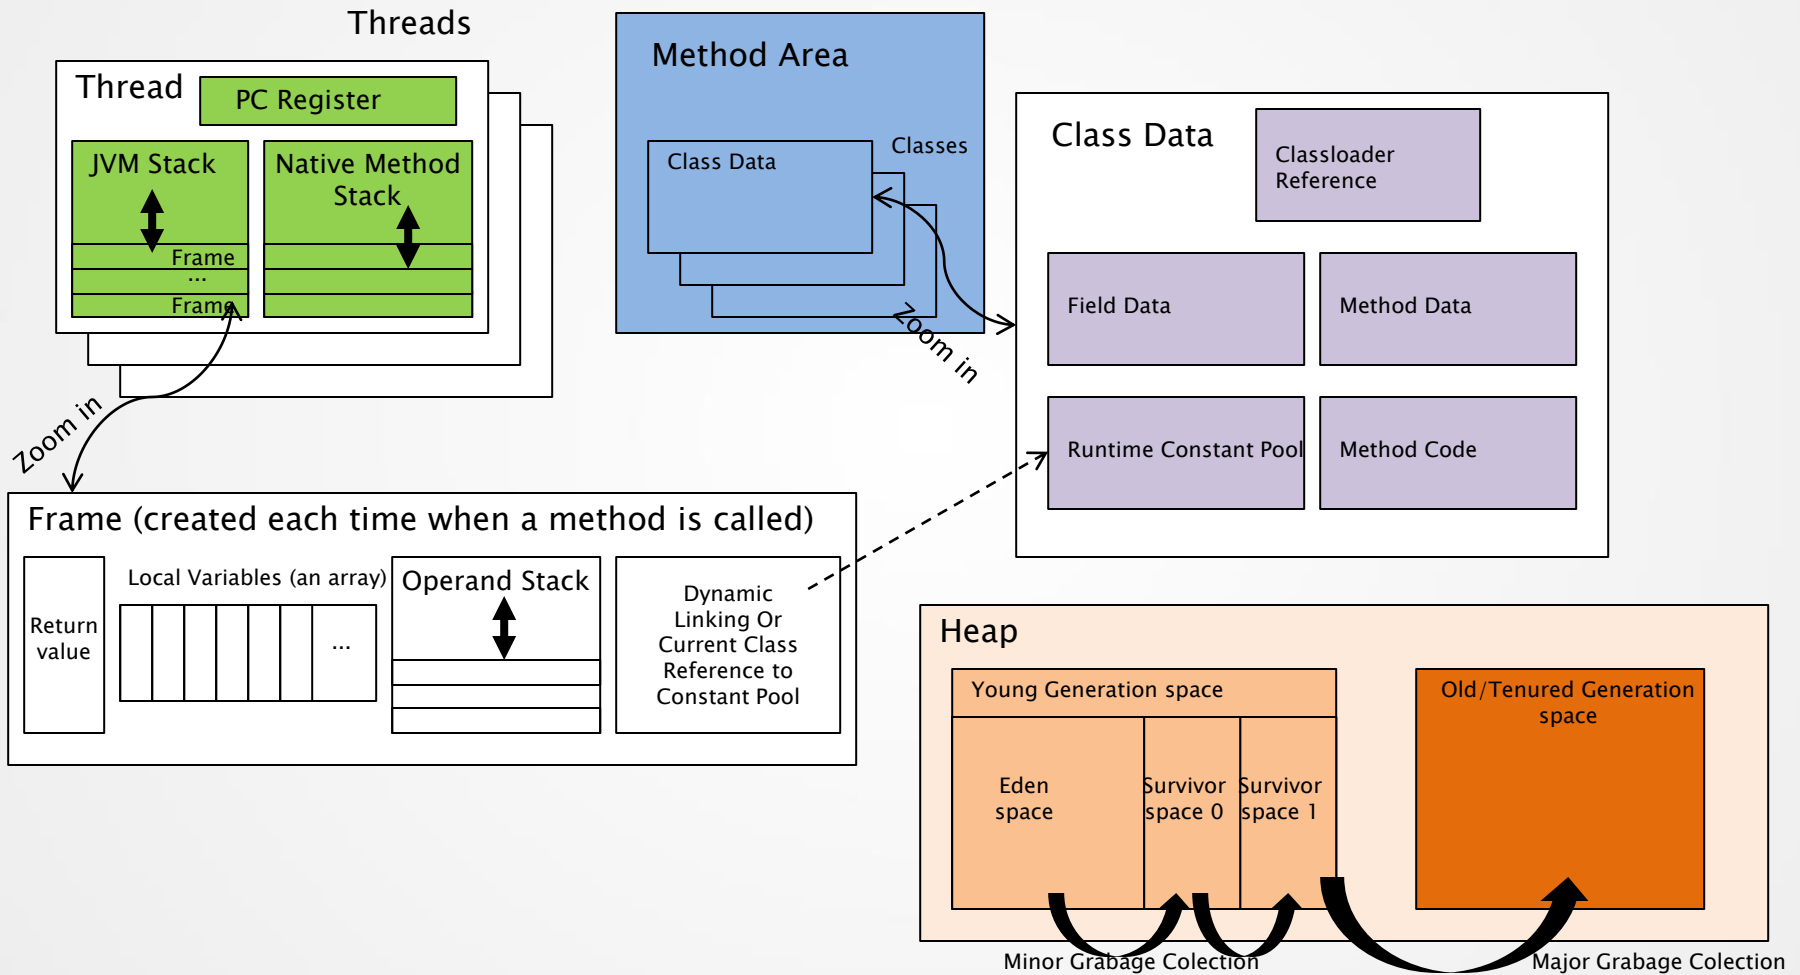 Threads
Thread
PC Register
JVM Stack
Native Method
Stack
Frame
...
Frame
Zoom in
Method Area
Classes
Class Data
Zoom in
Class Data
Classloader
Reference
Field Data
Method Data
Runtime Constant Pool
Method Code
Frame (created each time when a method is called)
Return
value
Local Variables (an array)
...
Operand Stack
Dynamic
Linking Or
Current Class
Reference to
Constant Pool
Heap
Young Generation space
Eden
space
Survivor
space 0
Survivor
space 1
Old/Tenured Generation
space
Minor Grabage Colection
Major Grabage Colection